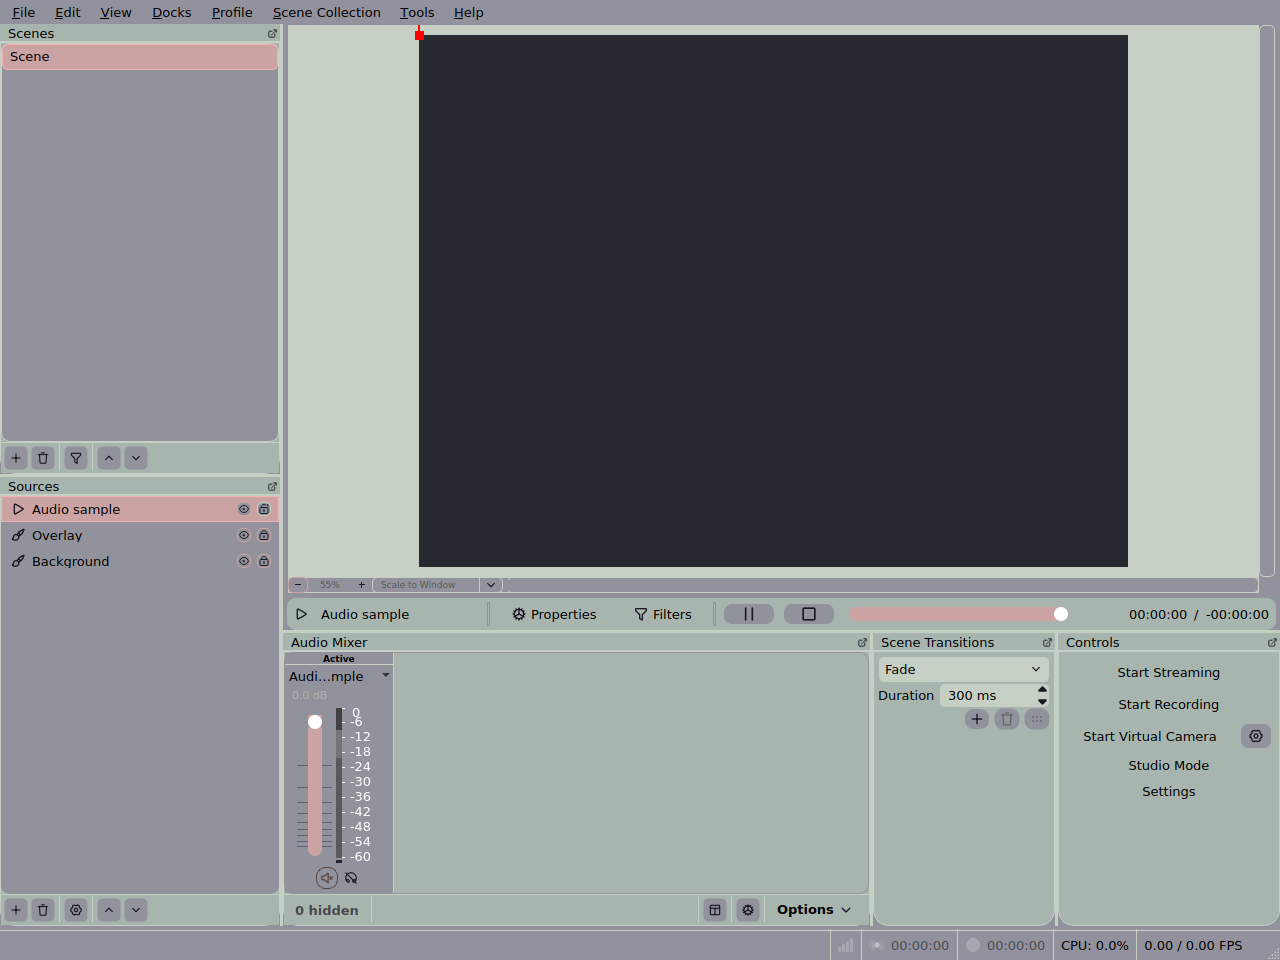 File Edit View Docks Profile Scene Collection Tools Help
Scenes
Scene
Sources
Audio sample
Overlay
Background
55% Scale to Window
Audio sample Properties Filters 00:00:00 / -00:00:00
Audio Mixer
Active
Audi...mple
0.0 dB
0
-6
-12
-18
-24
-30
-36
-42
-48
-54
-60
0 hidden Options
Scene Transitions
Fade
Duration 300 ms
Controls
Start Streaming
Start Recording
Start Virtual Camera
Studio Mode
Settings
00:00:00 00:00:00 CPU: 0.0% 0.00 / 0.00 FPS